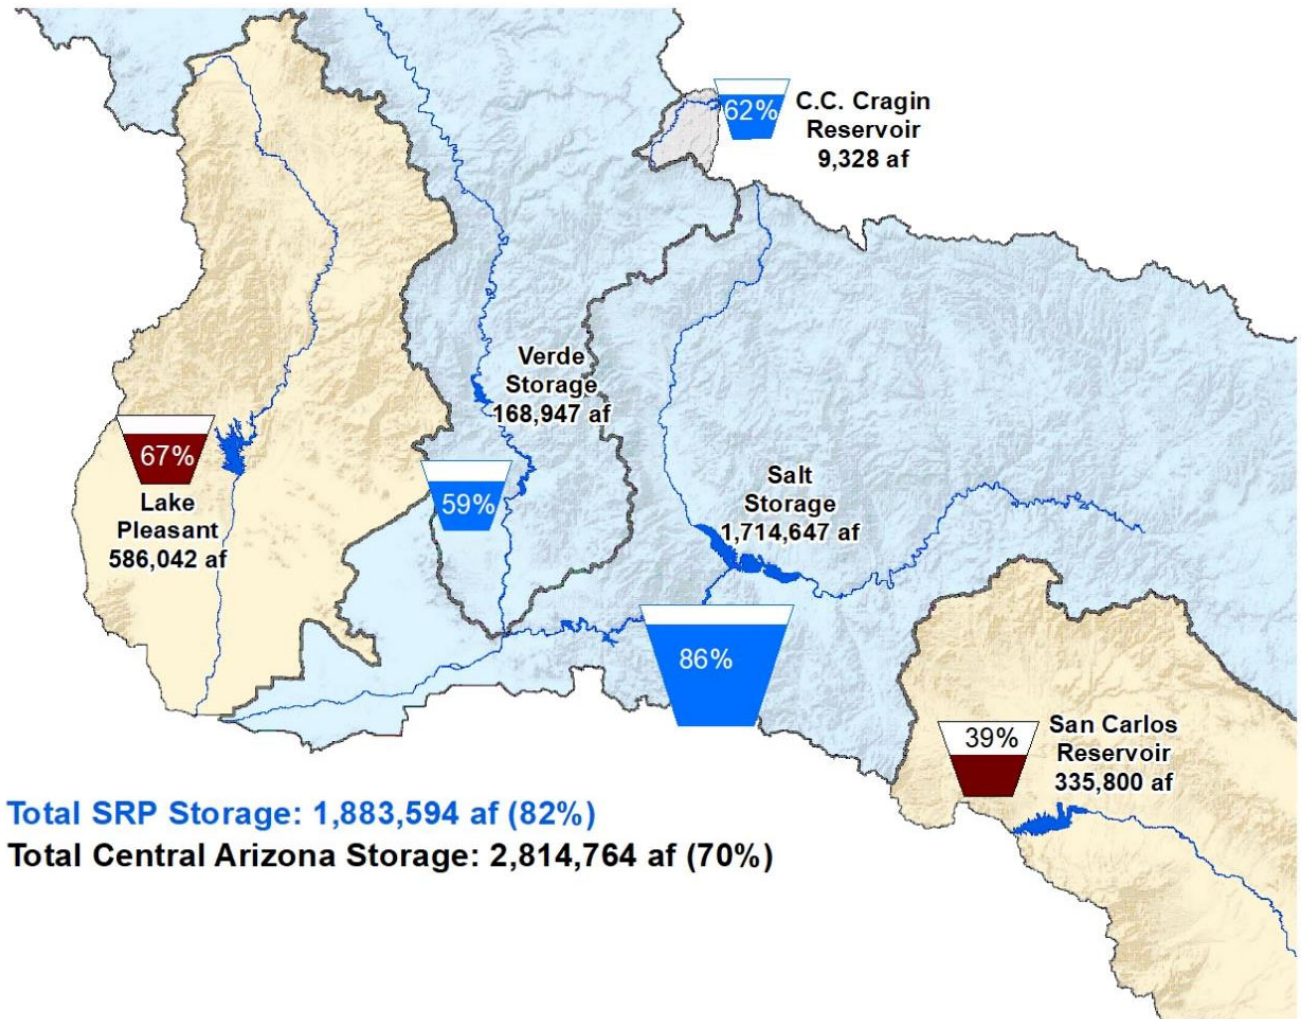 62%
C.C. Cragin
Reservoir
9,328 af
Verde
Storage
168,947 af
67%
Lake
Pleasant
586,042 af
59%
Salt
Storage
1,714,647 af
86%
39%
San Carlos
Reservoir
335,800 af
Total SRP Storage: 1,883,594 af (82%)
Total Central Arizona Storage: 2,814,764 af (70%)